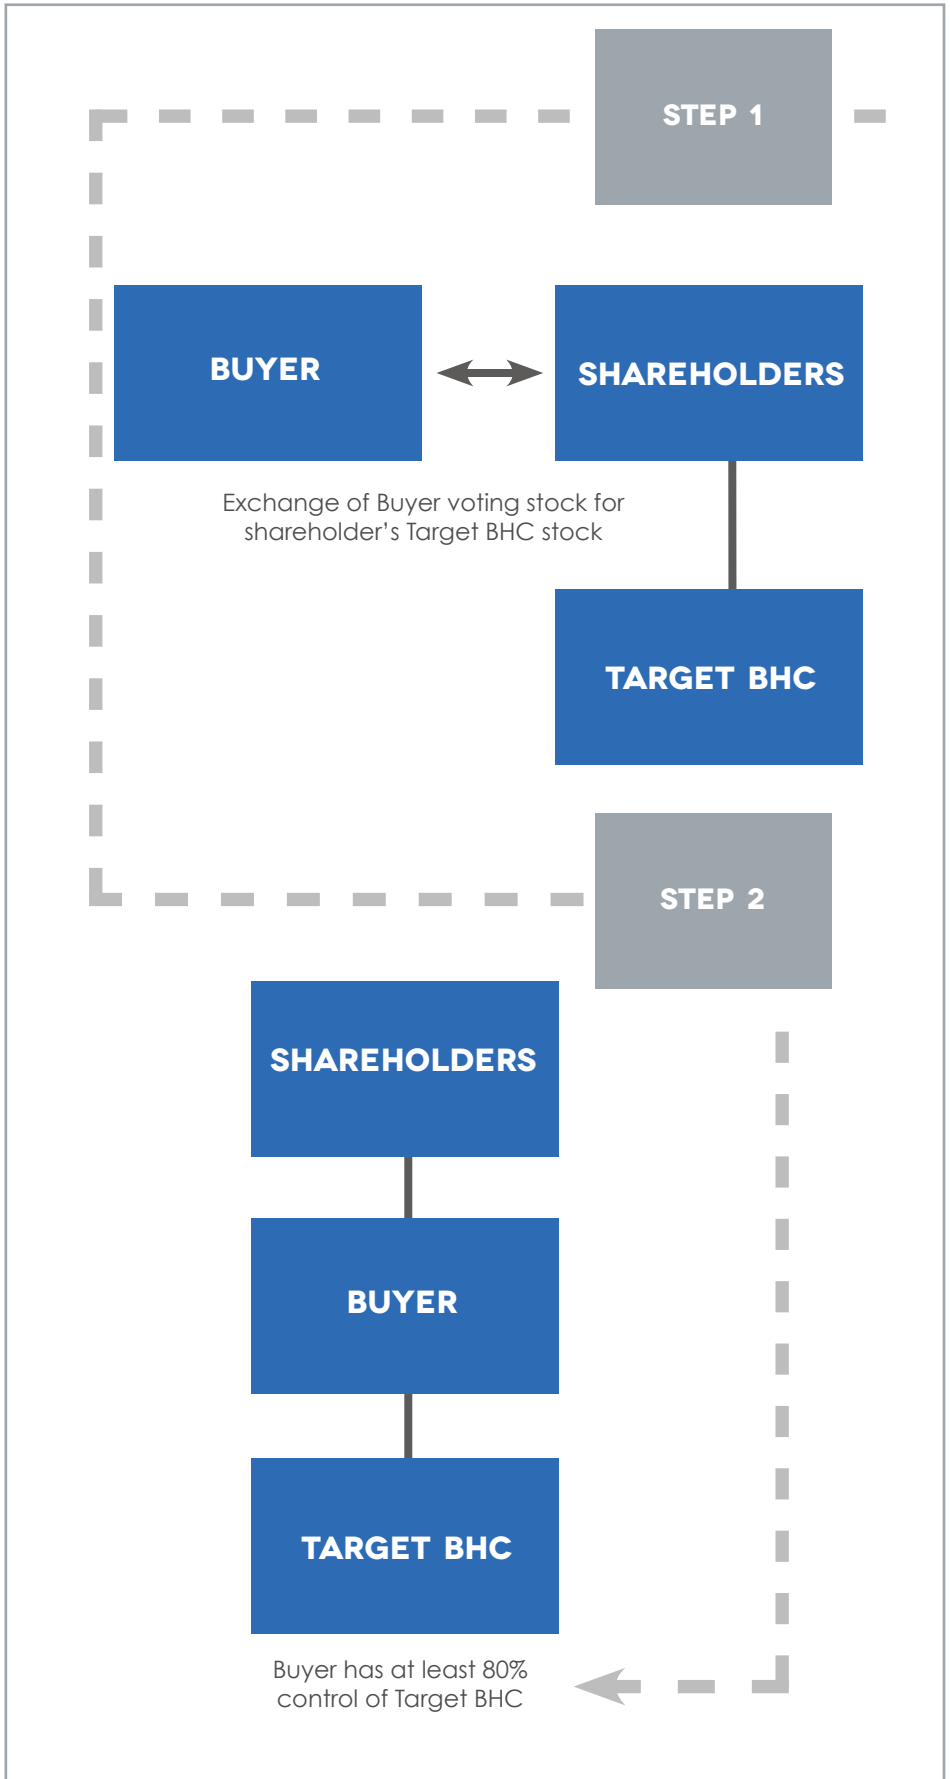 STEP 1
BUYER
SHAREHOLDERS
Exchange of Buyer voting stock for
shareholder’s Target BHC stock
TARGET BHC
STEP 2
SHAREHOLDERS
BUYER
TARGET BHC
Buyer has at least 80%
control of Target BHC